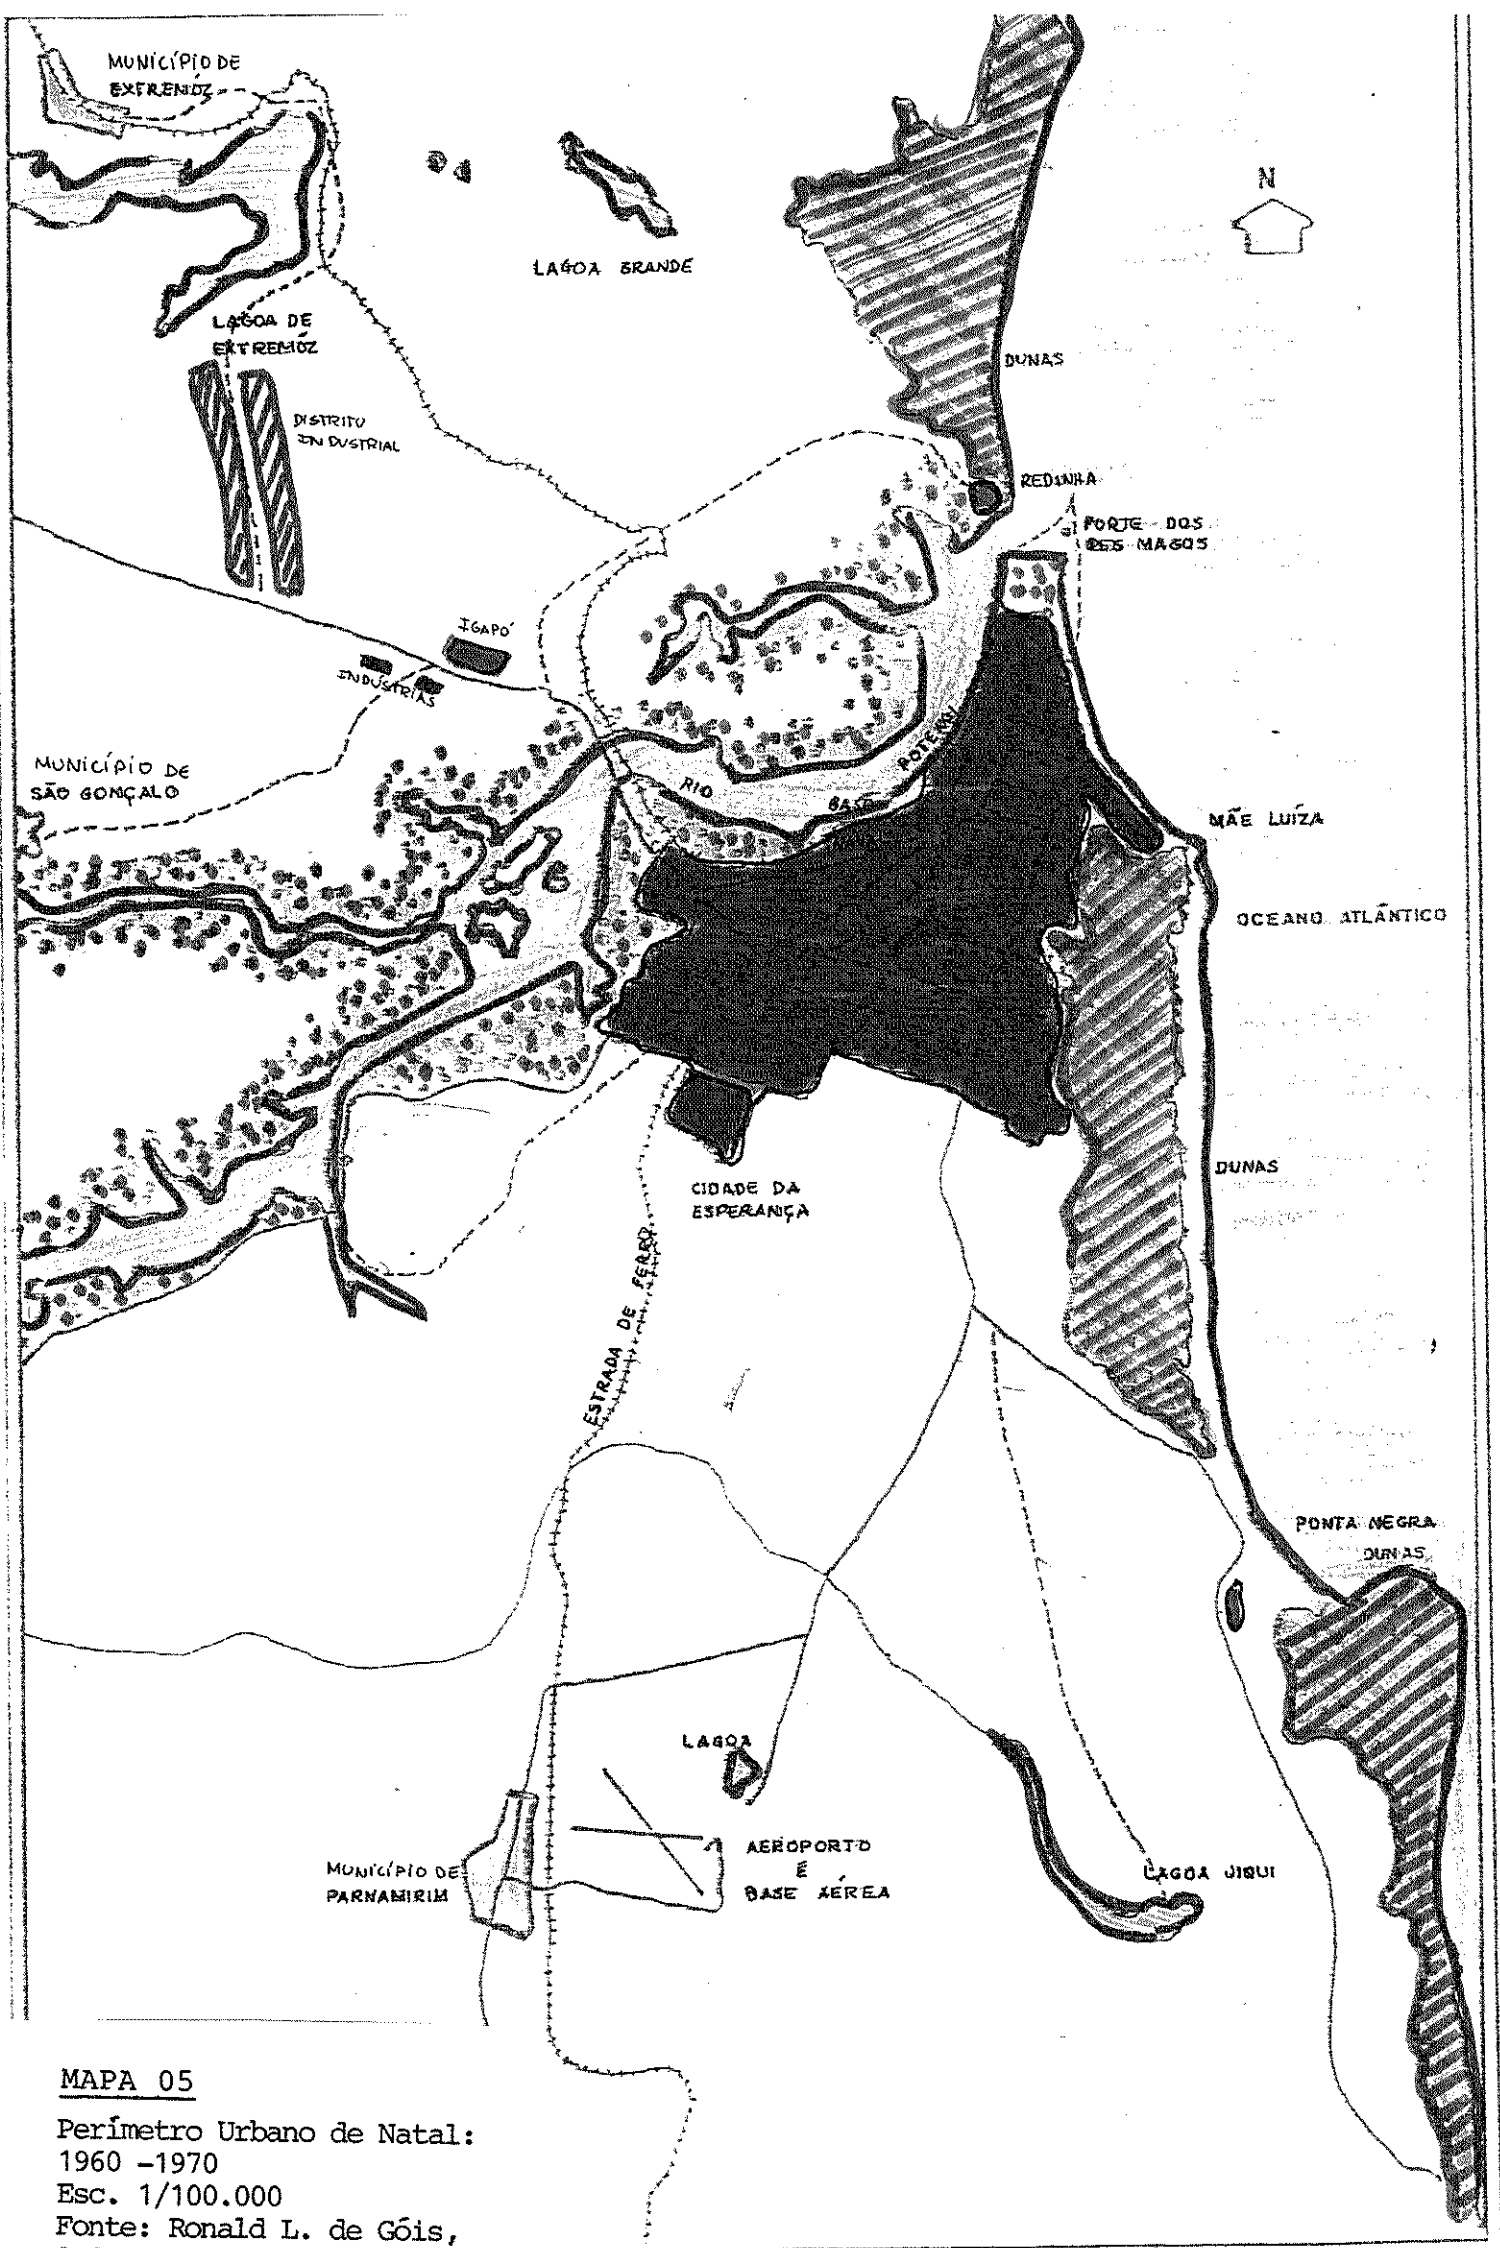 MUNICÍPIO DE
EXTREMÓZ
N
LAGOA GRANDE
LAGOA DE
EXTREMÓZ
DUNAS
DISTRITO
INDUSTRIAL
REDINHA
FORTE DOS
REIS MAGOS
IGAPÓ
INDÚSTRIAS
MUNICÍPIO DE
SÃO GONÇALO
RIO
POTENGI
BASE
MÃE LUÍZA
OCEANO ATLÂNTICO
DUNAS
CIDADE DA
ESPERANÇA
ESTRADA DE FERRO
PONTA NEGRA
DUNAS
LAGOA
AEROPORTO
E
BASE AÉREA
MUNICÍPIO DE
PARNAMIRIM
LAGOA JIQUI
MAPA 05
Perímetro Urbano de Natal:
1960 -1970
Esc. 1/100.000
Fonte: Ronald L. de Góis,